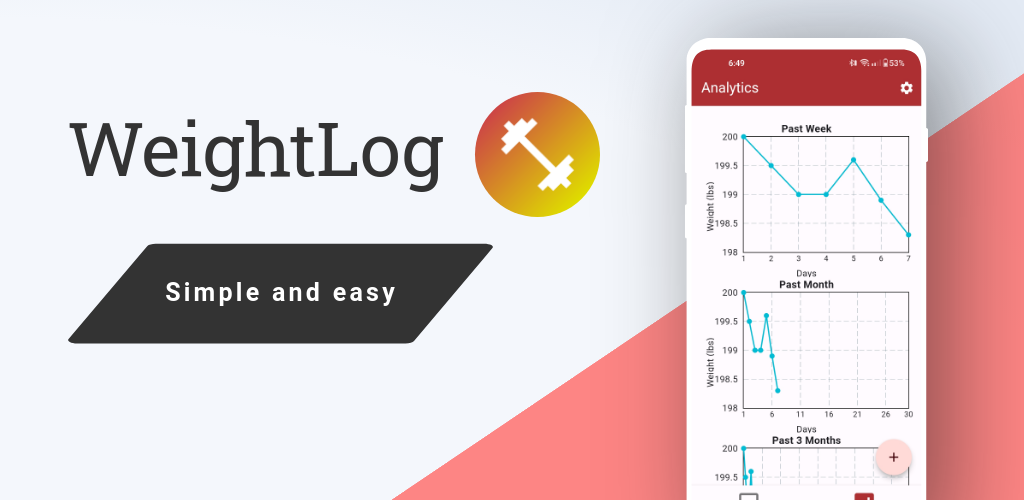 WeightLog
Simple and easy
6:49
53%
Analytics
Past Week
Weight (lbs)
200
199.5
199
198.5
198
1 2 3 4 5 6 7
Days
Past Month
Weight (lbs)
200
199.5
199
198.5
198
1 6 11 16 21 26 30
Days
Past 3 Months
200
199.5
+